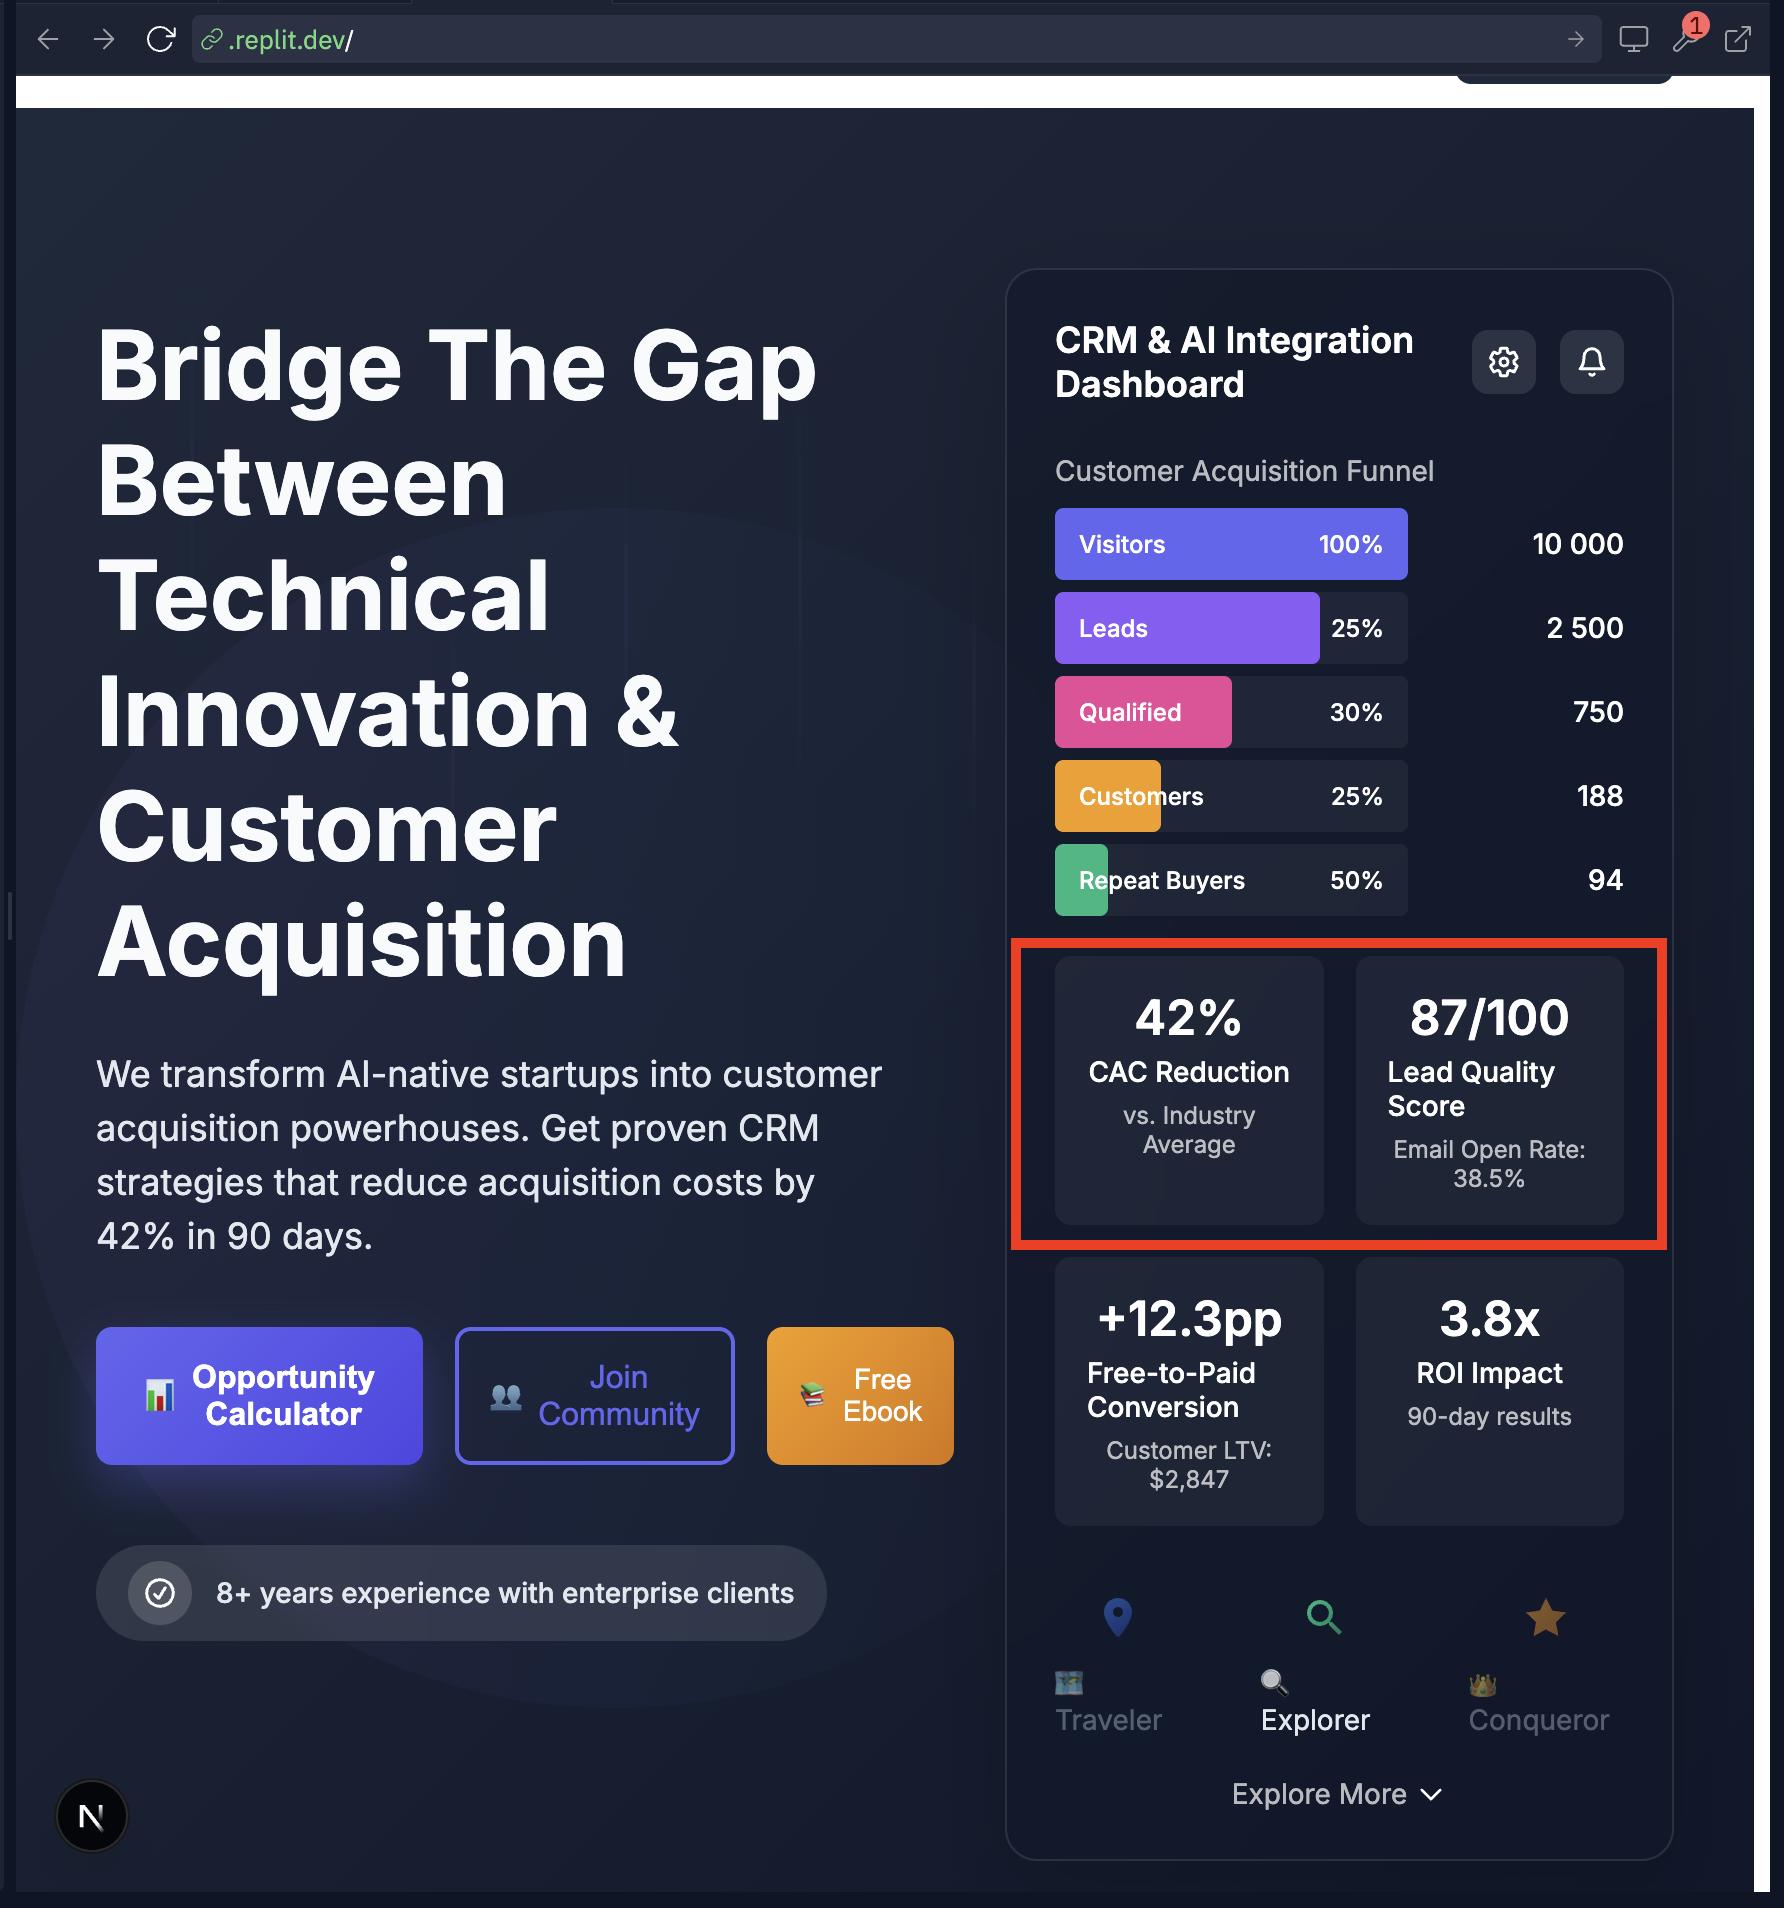 .replit.dev/
1
Bridge The Gap
Between
Technical
Innovation &
Customer
Acquisition
We transform AI-native startups into customer
acquisition powerhouses. Get proven CRM
strategies that reduce acquisition costs by
42% in 90 days.
Opportunity
Calculator
Join
Community
Free
Ebook
8+ years experience with enterprise clients
N
CRM & AI Integration
Dashboard
Customer Acquisition Funnel
Visitors 100% 10 000
Leads 25% 2 500
Qualified 30% 750
Customers 25% 188
Repeat Buyers 50% 94
42%
CAC Reduction
vs. Industry
Average
87/100
Lead Quality
Score
Email Open Rate:
38.5%
+12.3pp
Free-to-Paid
Conversion
Customer LTV:
$2,847
3.8x
ROI Impact
90-day results
Traveler
Explorer
Conqueror
Explore More